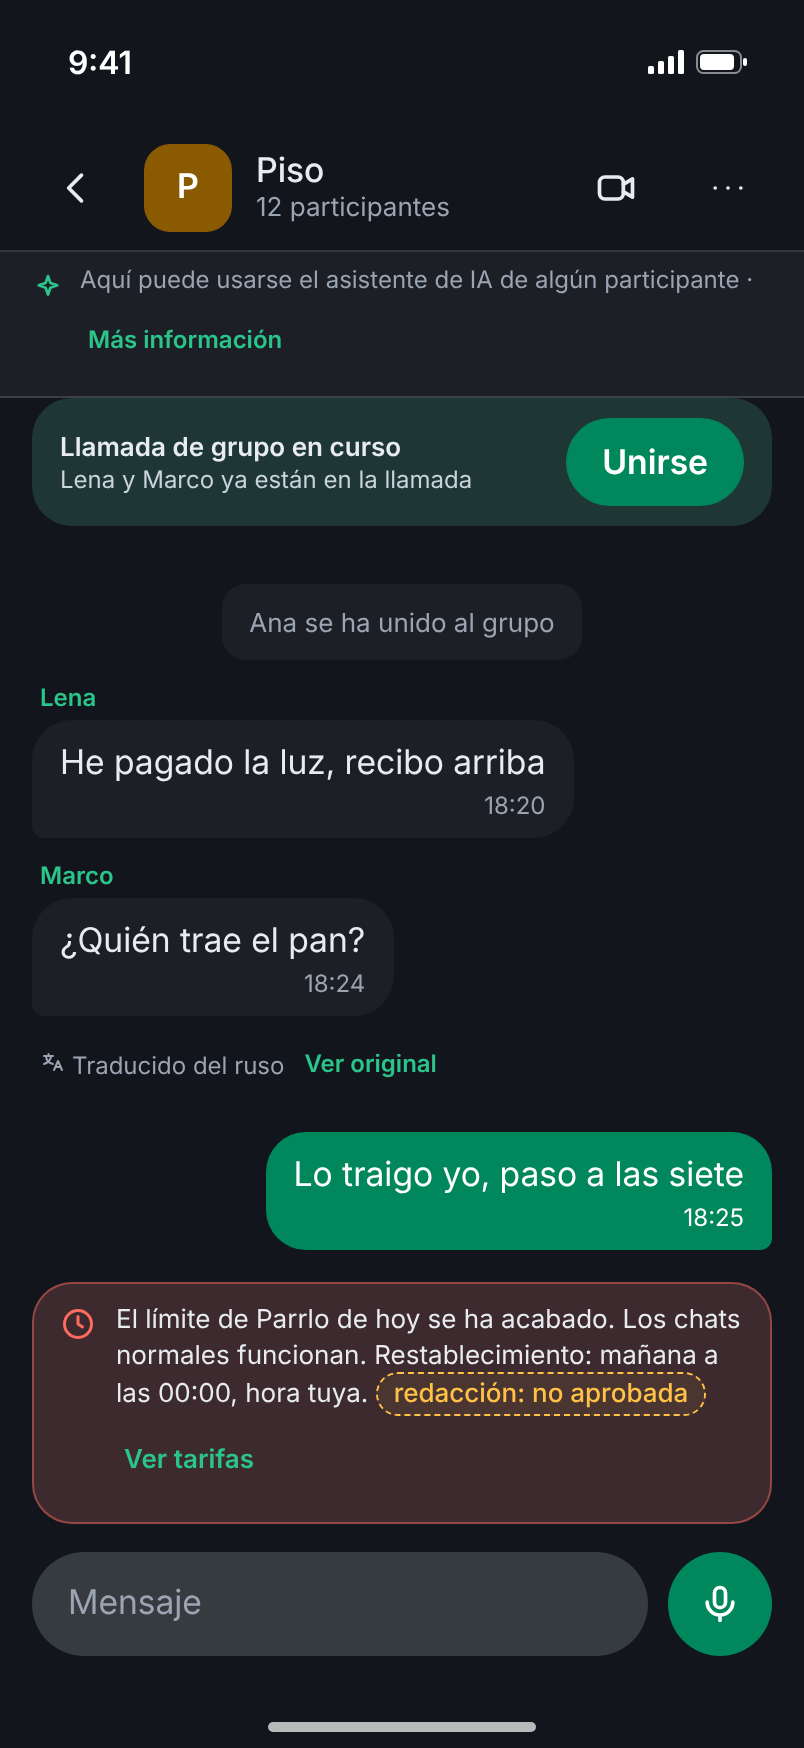 9:41
P
Piso
12 participantes
Aquí puede usarse el asistente de IA de algún participante ·
Más información
Llamada de grupo en curso
Lena y Marco ya están en la llamada
Unirse
Ana se ha unido al grupo
Lena
He pagado la luz, recibo arriba
18:20
Marco
¿Quién trae el pan?
18:24
Traducido del ruso Ver original
Lo traigo yo, paso a las siete
18:25
El límite de Parrlo de hoy se ha acabado. Los chats
normales funcionan. Restablecimiento: mañana a
las 00:00, hora tuya. redacción: no aprobada
Ver tarifas
Mensaje